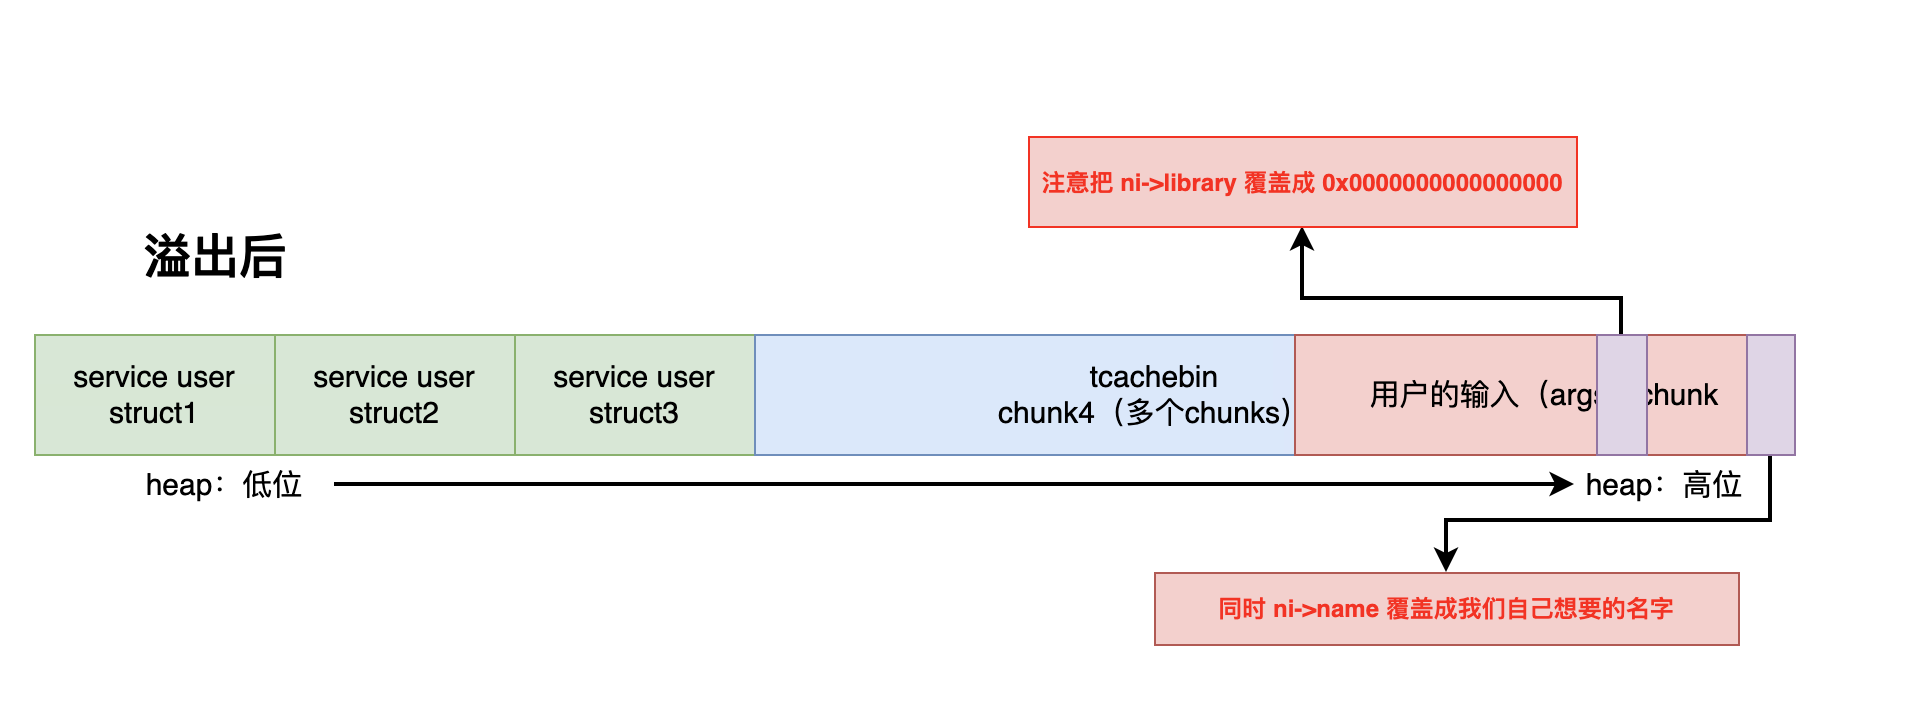 注意把 ni->library 覆盖成 0x0000000000000000
溢出后
service user
struct1
service user
struct2
service user
struct3
tcachebin
chunk4（多个chunks）
用户的输入（args chunk
heap：低位
heap：高位
同时 ni->name 覆盖成我们自己想要的名字